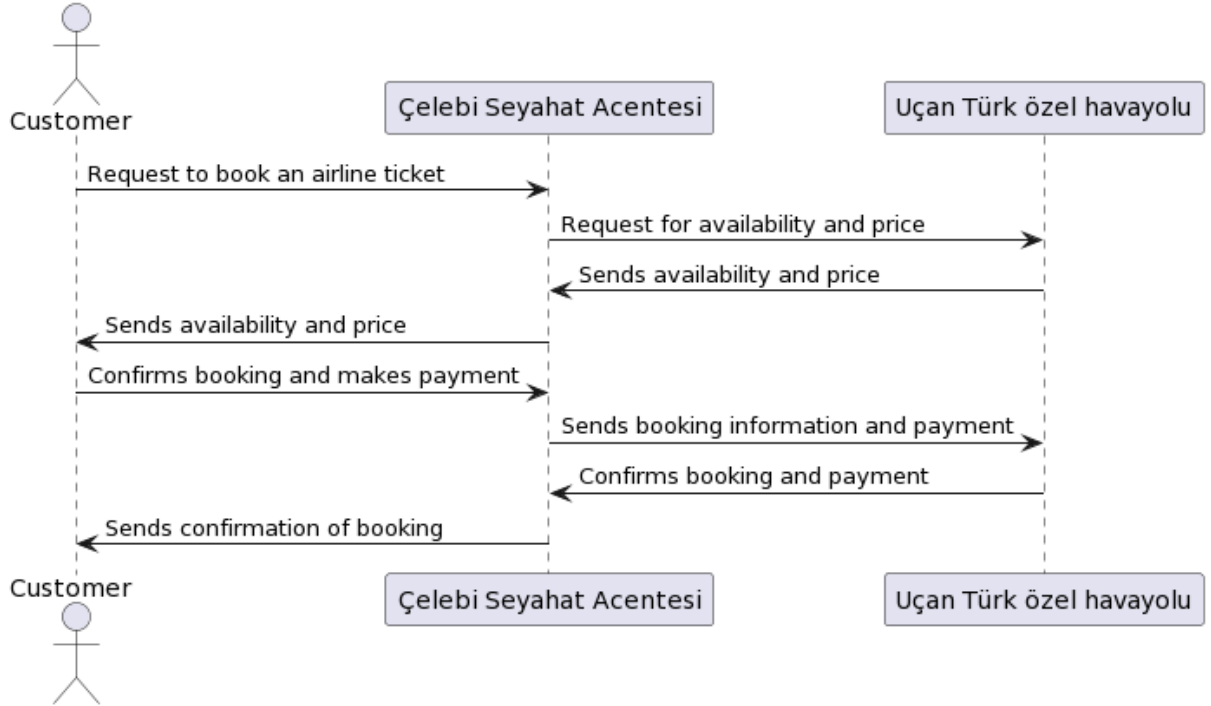 Customer
Çelebi Seyahat Acentesi
Uçan Türk özel havayolu
Request to book an airline ticket
Request for availability and price
Sends availability and price
Sends availability and price
Confirms booking and makes payment
Sends booking information and payment
Confirms booking and payment
Sends confirmation of booking
Customer
Çelebi Seyahat Acentesi
Uçan Türk özel havayolu